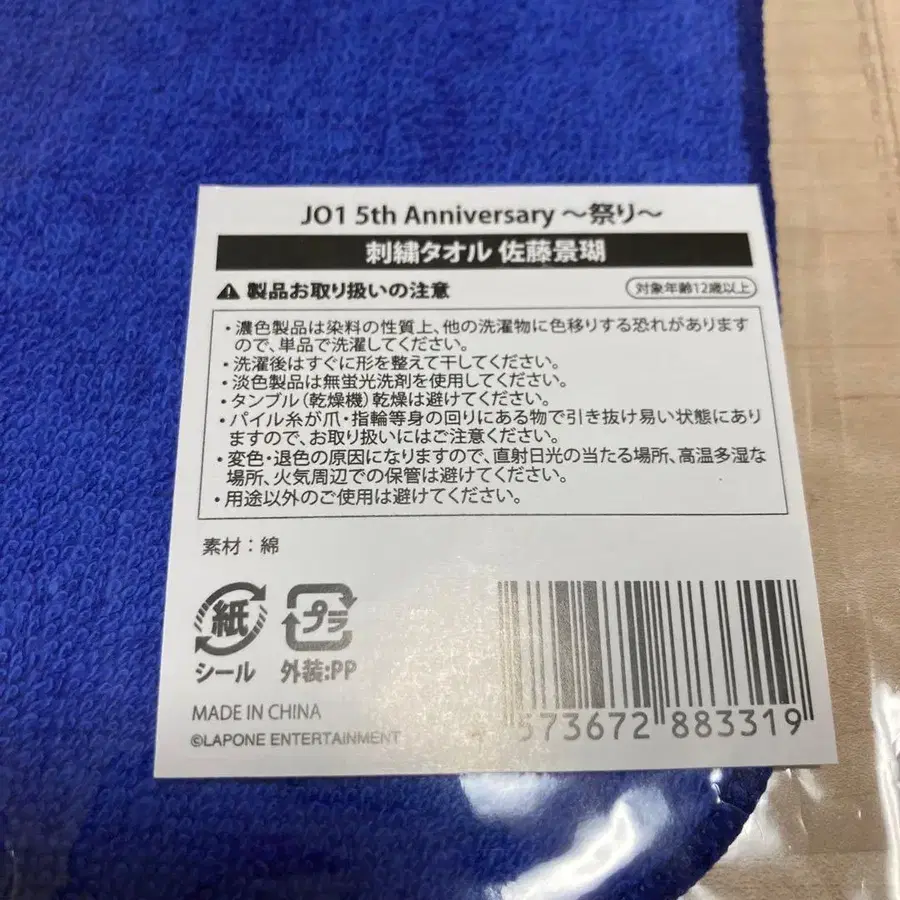 JO1 5th Anniversary ～祭り～
刺繍タオル 佐藤景瑚
製品お取り扱いの注意
対象年齢12歳以上
・濃色製品は染料の性質上、他の洗濯物に色移りする恐れがあります
ので、単品で洗濯してください。
・洗濯後はすぐに形を整えて干してください。
・淡色製品は無蛍光洗剤を使用してください。
・タンブル（乾燥機）乾燥は避けてください。
・パイル糸が爪・指輪等身の回りにある物で引き抜け易い状態にあり
ますので、お取り扱いにはご注意ください。
・変色・退色の原因になりますので、直射日光の当たる場所、高温多湿な
場所、火気周辺での保管は避けてください。
・用途以外のご使用は避けてください。
素材：綿
紙
プラ
シール
外装:PP
MADE IN CHINA
©LAPONE ENTERTAINMENT
573672 883319